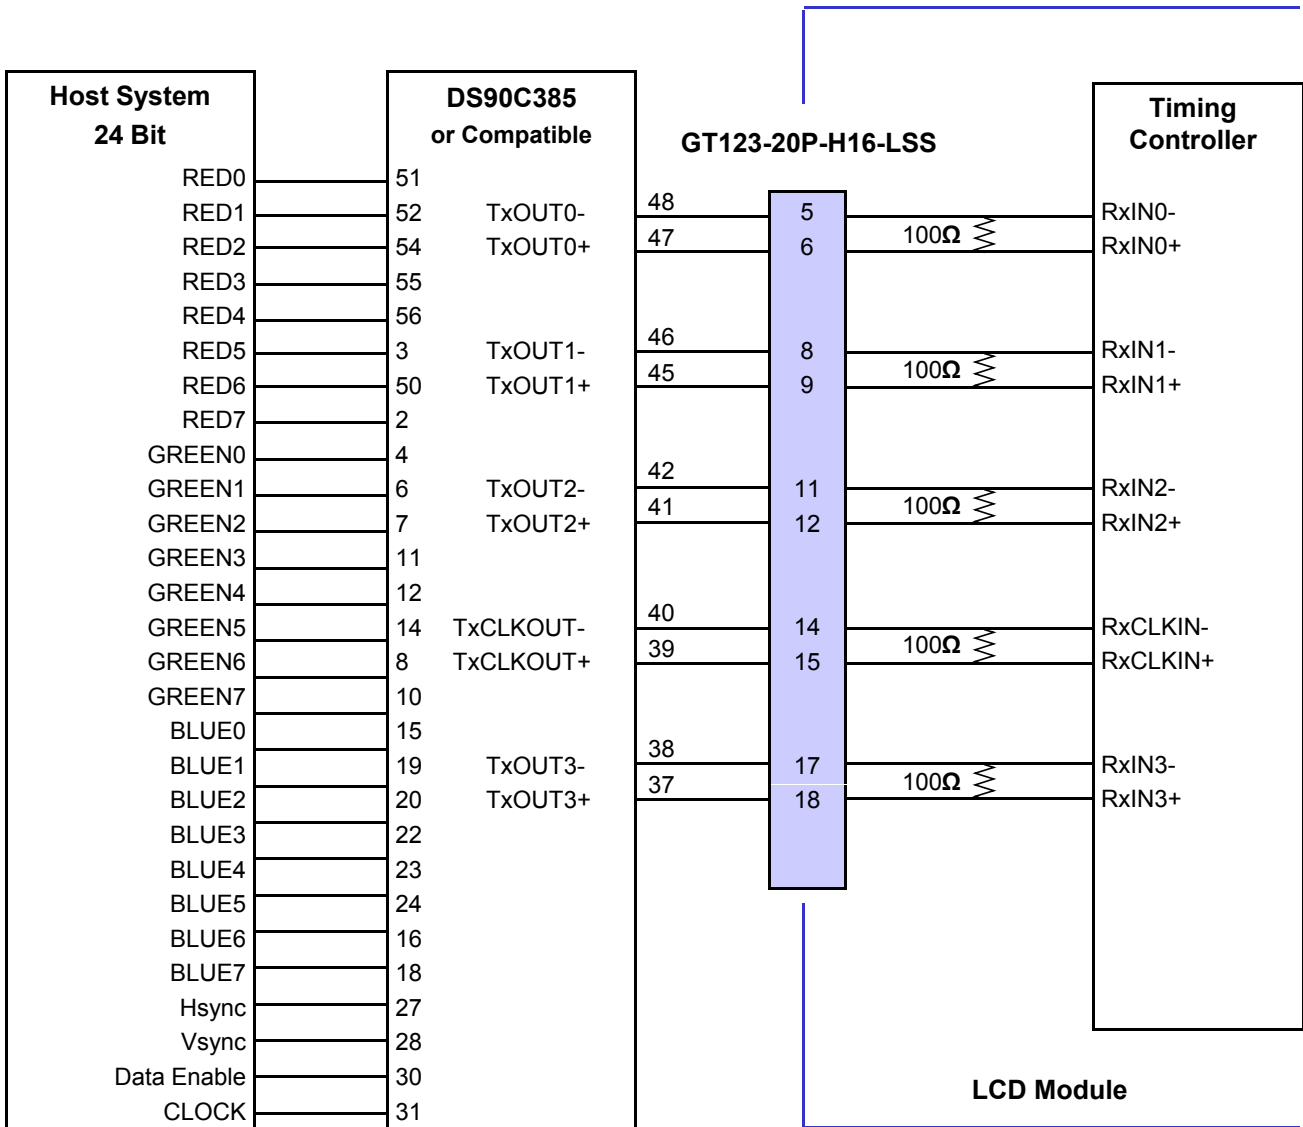 Host System
24 Bit
DS90C385
or Compatible
GT123-20P-H16-LSS
Timing
Controller
RED0 51
RED1 52 TxOUT0- 48 5 RxIN0-
100Ω
RED2 54 TxOUT0+ 47 6 RxIN0+
RED3 55
RED4 56
RED5 3 TxOUT1- 46 8 RxIN1-
100Ω
RED6 50 TxOUT1+ 45 9 RxIN1+
RED7 2
GREEN0 4
GREEN1 6 TxOUT2- 42 11 RxIN2-
100Ω
GREEN2 7 TxOUT2+ 41 12 RxIN2+
GREEN3 11
GREEN4 12
GREEN5 14 TxCLKOUT- 40 14 RxCLKIN-
100Ω
GREEN6 8 TxCLKOUT+ 39 15 RxCLKIN+
GREEN7 10
BLUE0 15
BLUE1 19 TxOUT3- 38 17 RxIN3-
100Ω
BLUE2 20 TxOUT3+ 37 18 RxIN3+
BLUE3 22
BLUE4 23
BLUE5 24
BLUE6 16
BLUE7 18
Hsync 27
Vsync 28
Data Enable 30
CLOCK 31
LCD Module